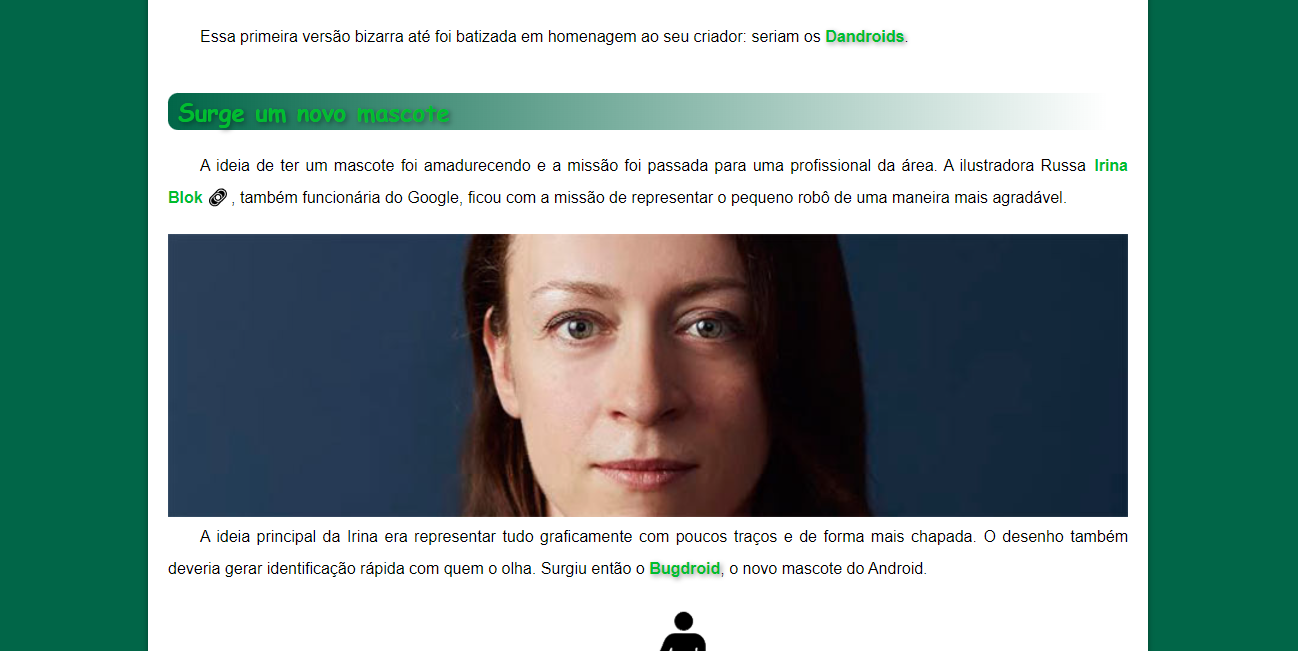 Essa primeira versão bizarra até foi batizada em homenagem ao seu criador: seriam os Dandroids.
Surge um novo mascote
A ideia de ter um mascote foi amadurecendo e a missão foi passada para uma profissional da área. A ilustradora Russa Irina
Blok , também funcionária do Google, ficou com a missão de representar o pequeno robô de uma maneira mais agradável.
A ideia principal da Irina era representar tudo graficamente com poucos traços e de forma mais chapada. O desenho também
deveria gerar identificação rápida com quem o olha. Surgiu então o Bugdroid, o novo mascote do Android.